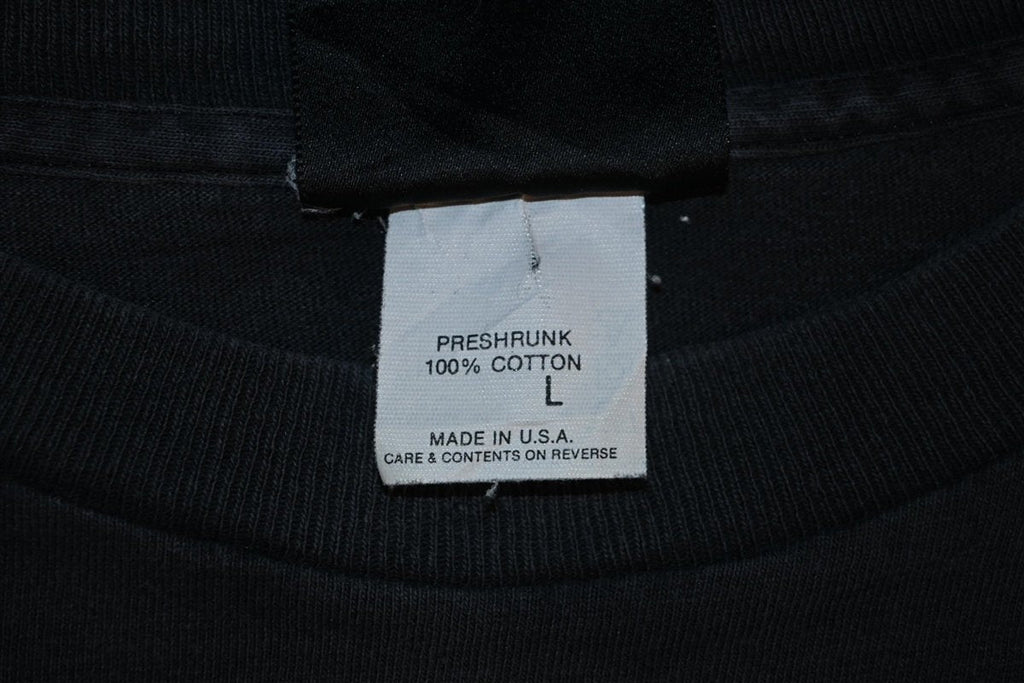 PRESHRUNK
100% COTTON
L
MADE IN U.S.A.
CARE & CONTENTS ON REVERSE